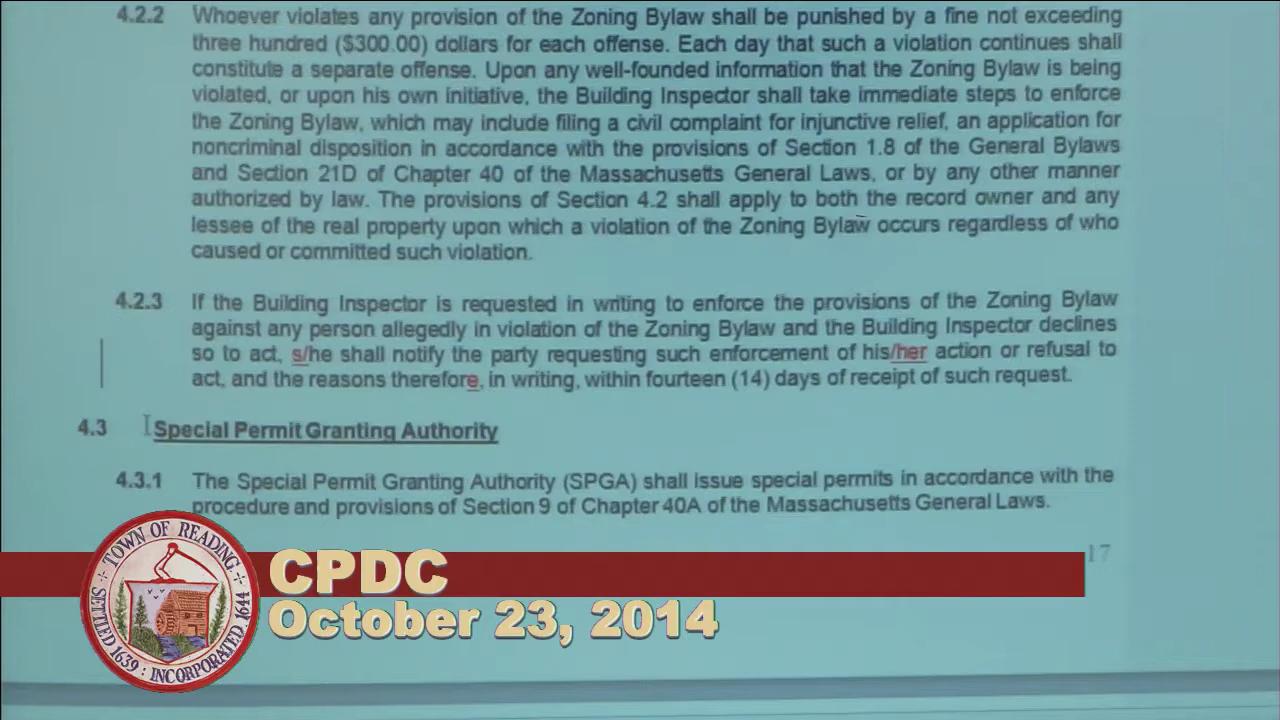 4.2.2 Whoever violates any provision of the Zoning Bylaw shall be punished by a fine not exceeding
three hundred ($300.00) dollars for each offense. Each day that such a violation continues shall
constitute a separate offense. Upon any well-founded information that the Zoning Bylaw is being
violated, or upon his own initiative, the Building Inspector shall take immediate steps to enforce
the Zoning Bylaw, which may include filing a civil complaint for injunctive relief, an application for
noncriminal disposition in accordance with the provisions of Section 1.8 of the General Bylaws
and Section 21D of Chapter 40 of the Massachusetts General Laws, or by any other manner
authorized by law. The provisions of Section 4.2 shall apply to both the record owner and any
lessee of the real property upon which a violation of the Zoning Bylaw occurs regardless of who
caused or committed such violation.
4.2.3 If the Building Inspector is requested in writing to enforce the provisions of the Zoning Bylaw
against any person allegedly in violation of the Zoning Bylaw and the Building Inspector declines
so to act, s/he shall notify the party requesting such enforcement of his/her action or refusal to
act, and the reasons therefore, in writing, within fourteen (14) days of receipt of such request.
4.3 Special Permit Granting Authority
4.3.1 The Special Permit Granting Authority (SPGA) shall issue special permits in accordance with the
procedure and provisions of Section 9 of Chapter 40A of the Massachusetts General Laws.
17
TOWN OF READING
SETTLED 1639 : INCORPORATED 1644
CPDC
October 23, 2014